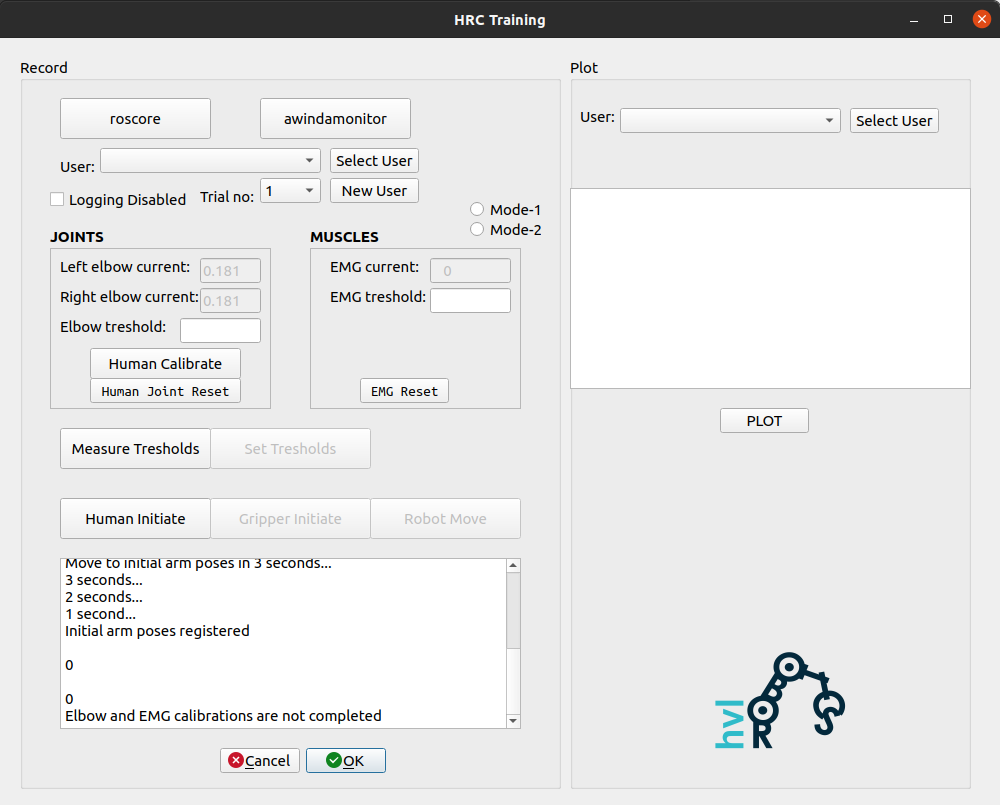 HRC Training
Record
roscore
awindamonitor
User:
Select User
Logging Disabled
Trial no:
1
New User
Mode-1
Mode-2
JOINTS
Left elbow current:
0.181
Right elbow current:
0.181
Elbow treshold:
Human Calibrate
Human Joint Reset
MUSCLES
EMG current:
0
EMG treshold:
EMG Reset
Measure Tresholds
Set Tresholds
Human Initiate
Gripper Initiate
Robot Move
Move to initial arm poses in 3 seconds...
3 seconds...
2 seconds...
1 second...
Initial arm poses registered
0
0
Elbow and EMG calibrations are not completed
Cancel
OK
Plot
User:
Select User
PLOT
hvl
R